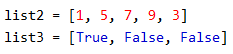 list2 = [1, 5, 7, 9, 3]
list3 = [True, False, False]